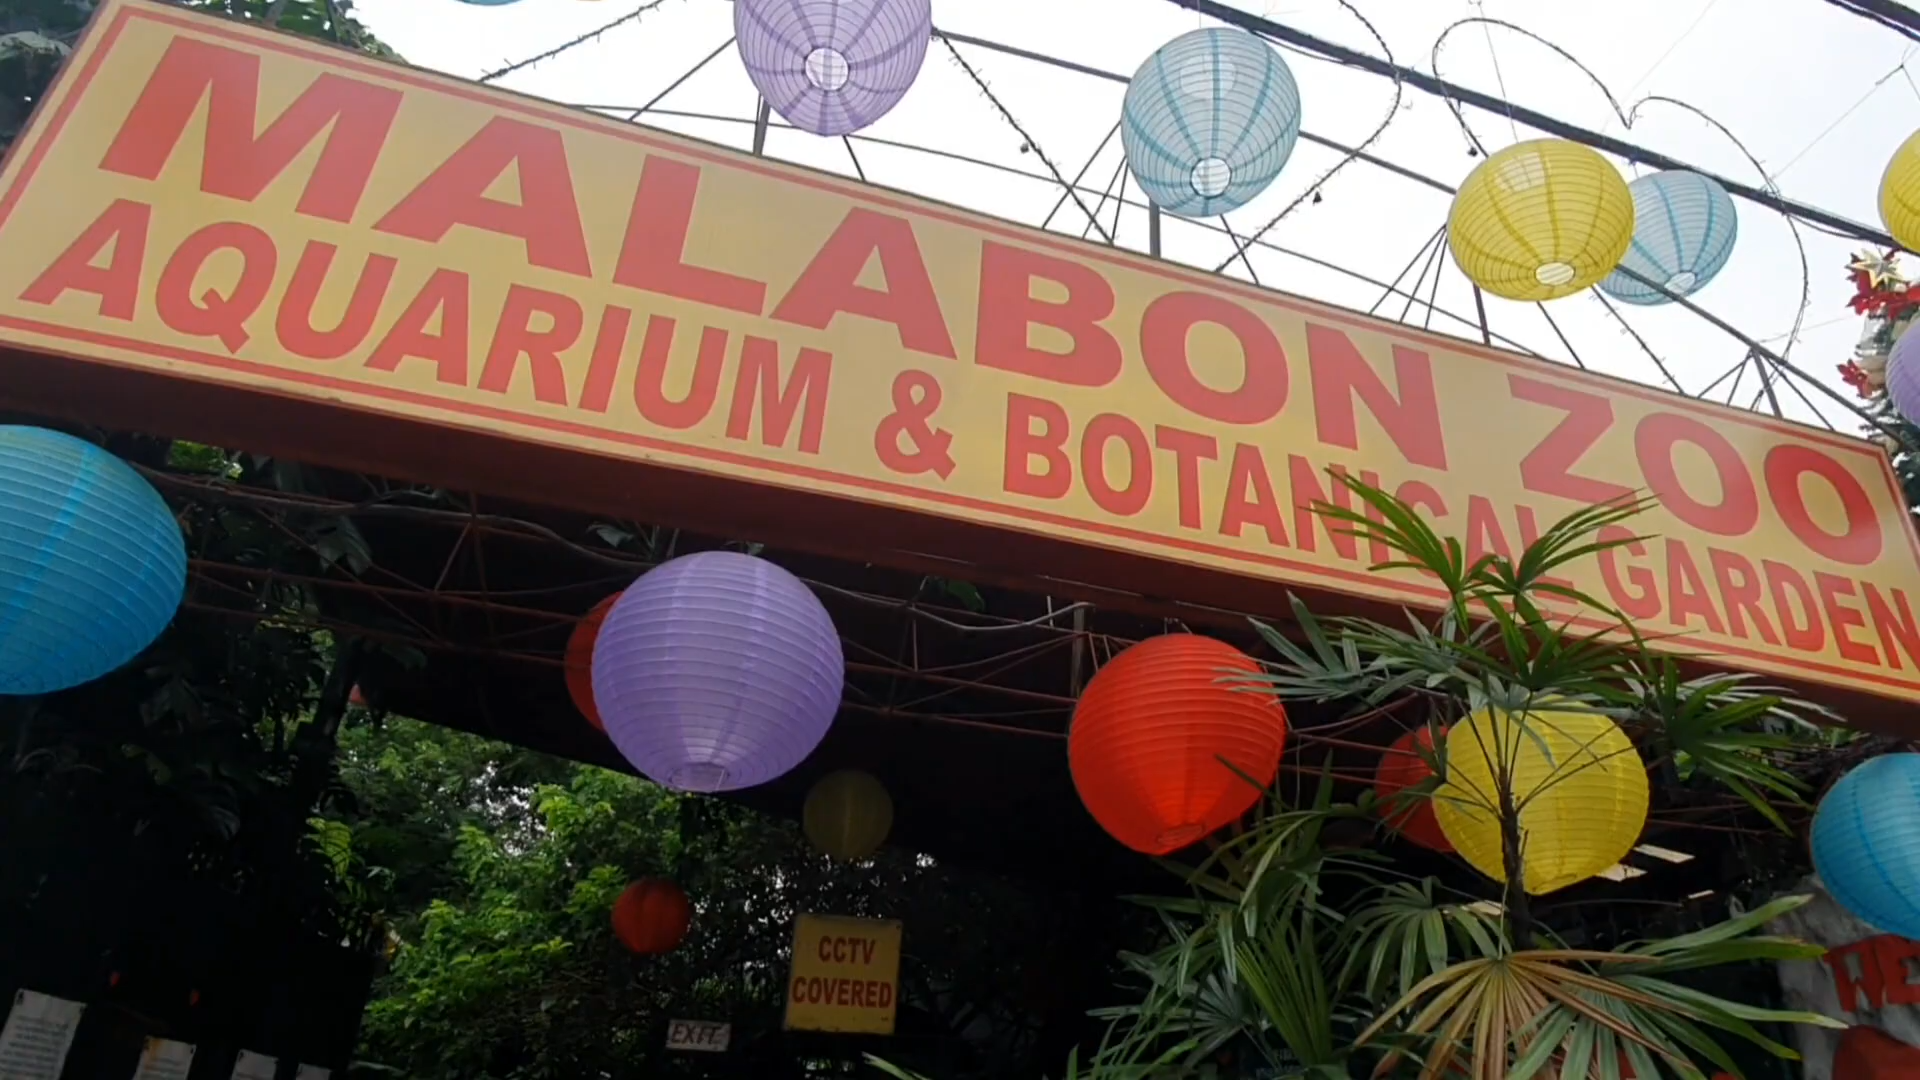 MALABON ZOO
AQUARIUM & BOTANICAL GARDEN
CCTV
COVERED
EXIT